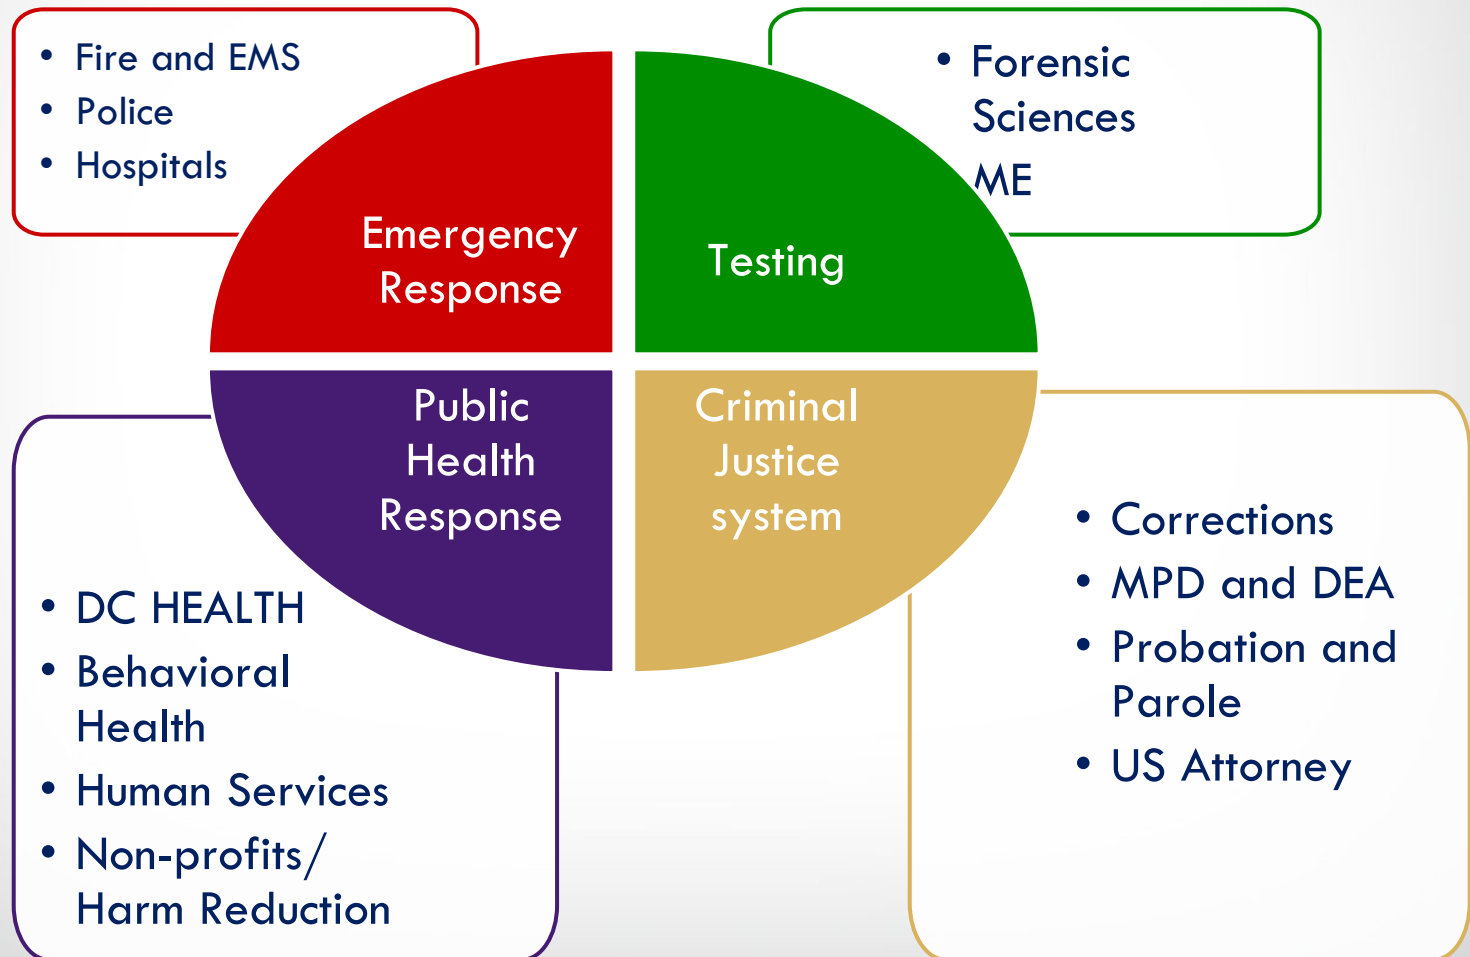 • Fire and EMS
• Police
• Hospitals
• Forensic
Sciences
ME
Emergency
Response
Testing
Public
Health
Response
Criminal
Justice
system
• DC HEALTH
• Behavioral
Health
• Human Services
• Non-profits/
Harm Reduction
• Corrections
• MPD and DEA
• Probation and
Parole
• US Attorney